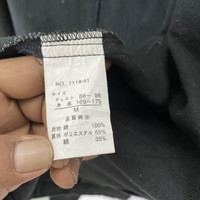 NO. 1118-41
サイズ
チェスト 88～96
身長 165～175
M
品質表示
表地 綿 100%
裏地 ポリエステル 65%
綿 35%